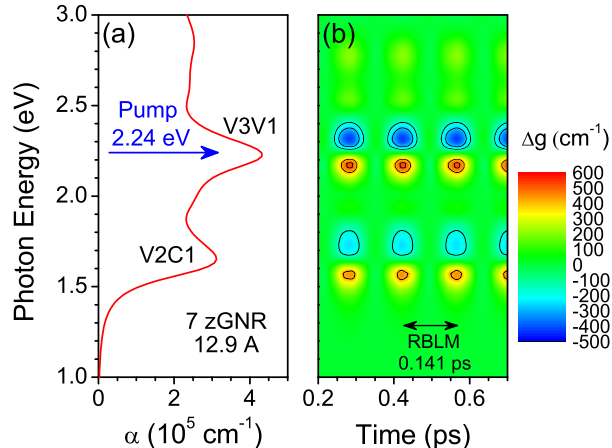 (a)
(b)
Photon Energy (eV)
3.0
2.5
2.0
1.5
1.0
Pump
2.24 eV
V3V1
V2C1
7 zGNR
12.9 A
0
2
4
α (10⁵ cm⁻¹)
RBLM
0.141 ps
0.2
0.4
0.6
Time (ps)
Δg (cm⁻¹)
600
500
400
300
200
100
0
-100
-200
-300
-400
-500